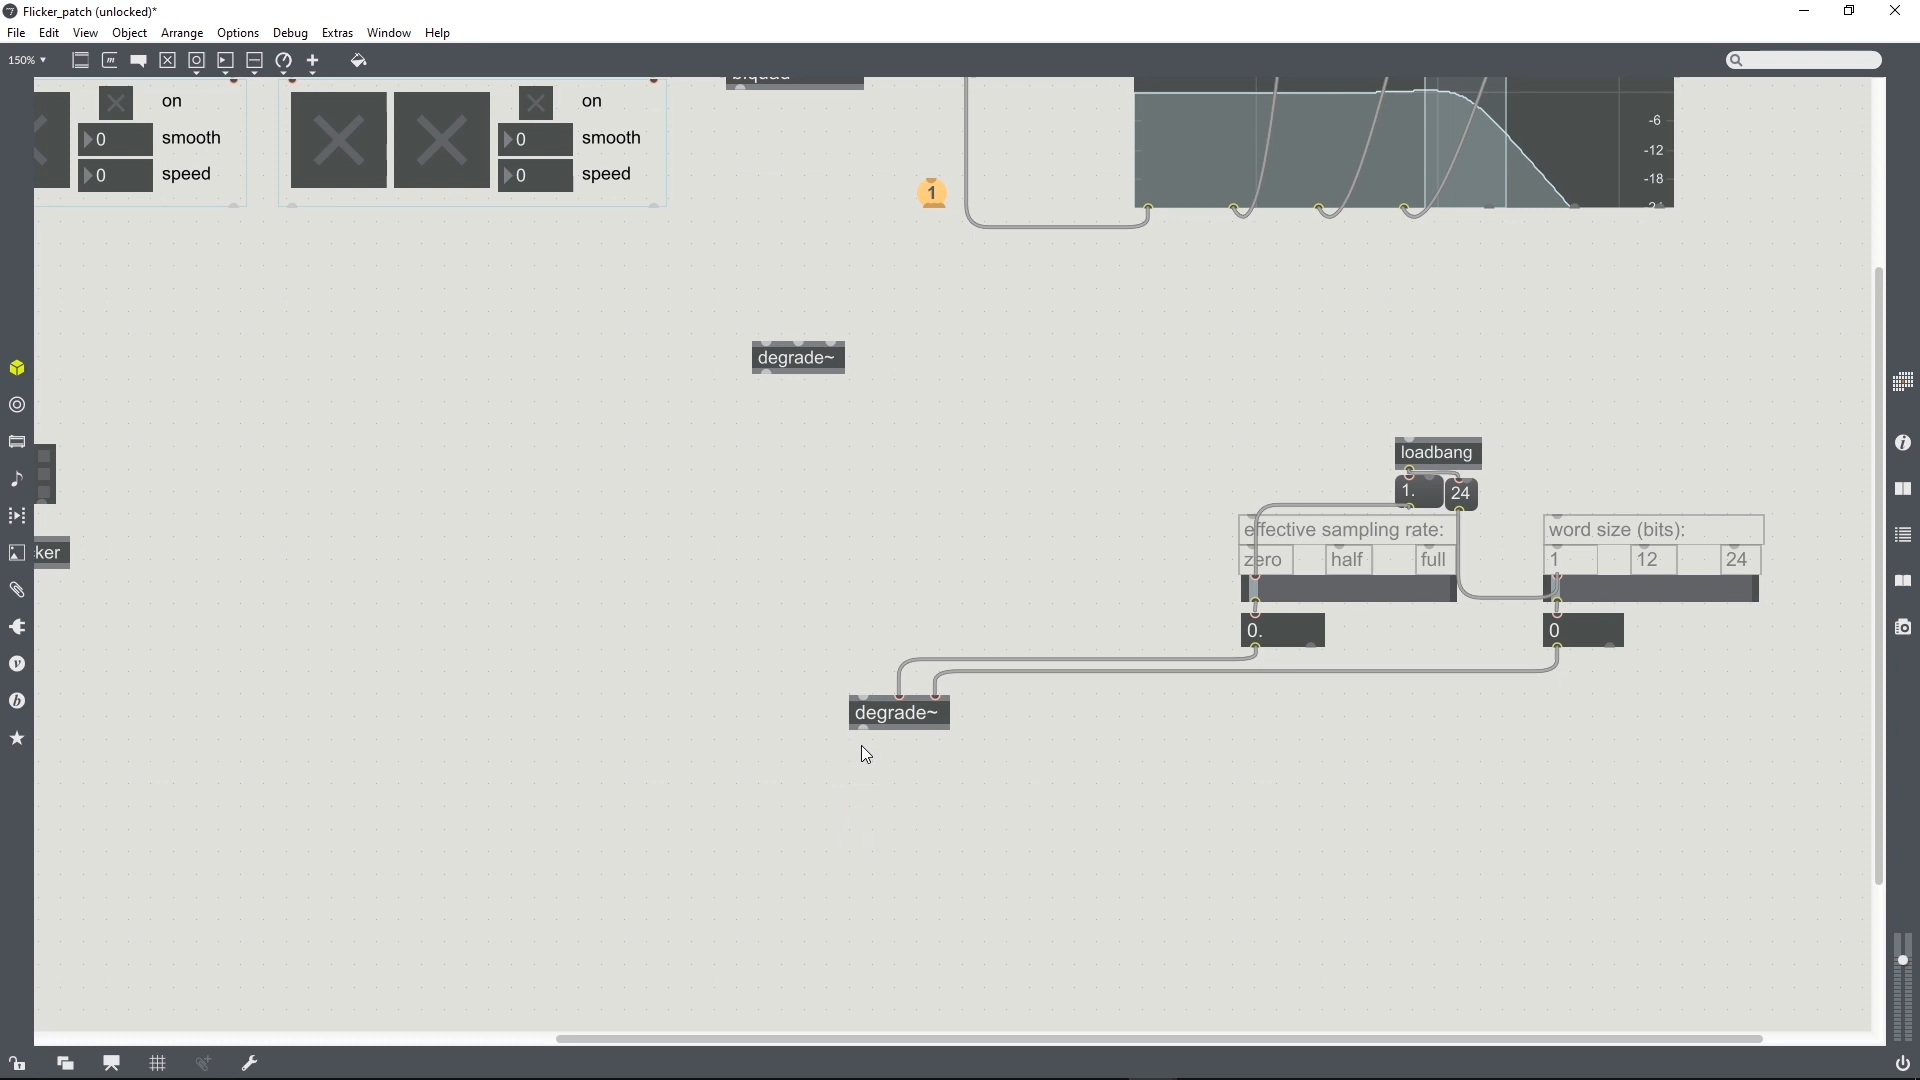 Flicker_patch (unlocked)*
File Edit View Object Arrange Options Debug Extras Window Help
150%
on
0 smooth
0 speed
on
0 smooth
0 speed
1
-6
-12
-18
degrade~
loadbang
1. 24
effective sampling rate:
zero half full
word size (bits):
1 12 24
0.
0
cker
degrade~